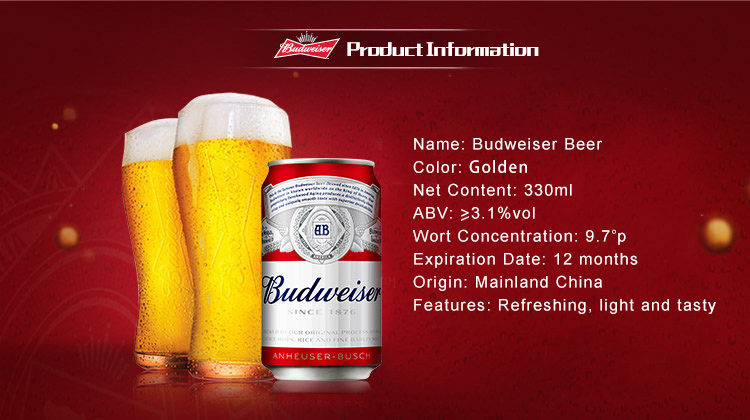 Budweiser Product Information
Name: Budweiser Beer
Color: Golden
Net Content: 330ml
ABV: ≥3.1%vol
Wort Concentration: 9.7°p
Expiration Date: 12 months
Origin: Mainland China
Features: Refreshing, light and tasty
AB
AMERICA
Budweiser
SINCE 1876
ANHEUSER-BUSCH